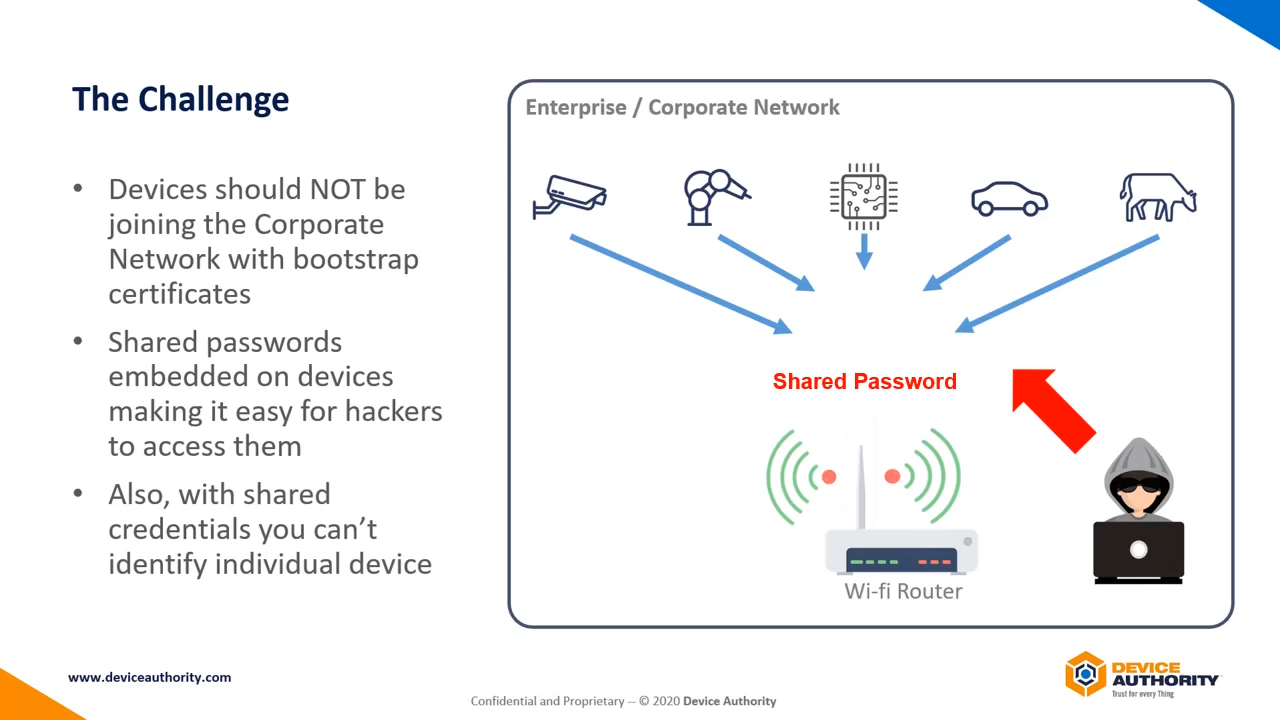 The Challenge
• Devices should NOT be
joining the Corporate
Network with bootstrap
certificates
• Shared passwords
embedded on devices
making it easy for hackers
to access them
• Also, with shared
credentials you can’t
identify individual device
Enterprise / Corporate Network
Shared Password
Wi-fi Router
www.deviceauthority.com
Confidential and Proprietary -- © 2020 Device Authority
DEVICE
AUTHORITY
Trust for every Thing